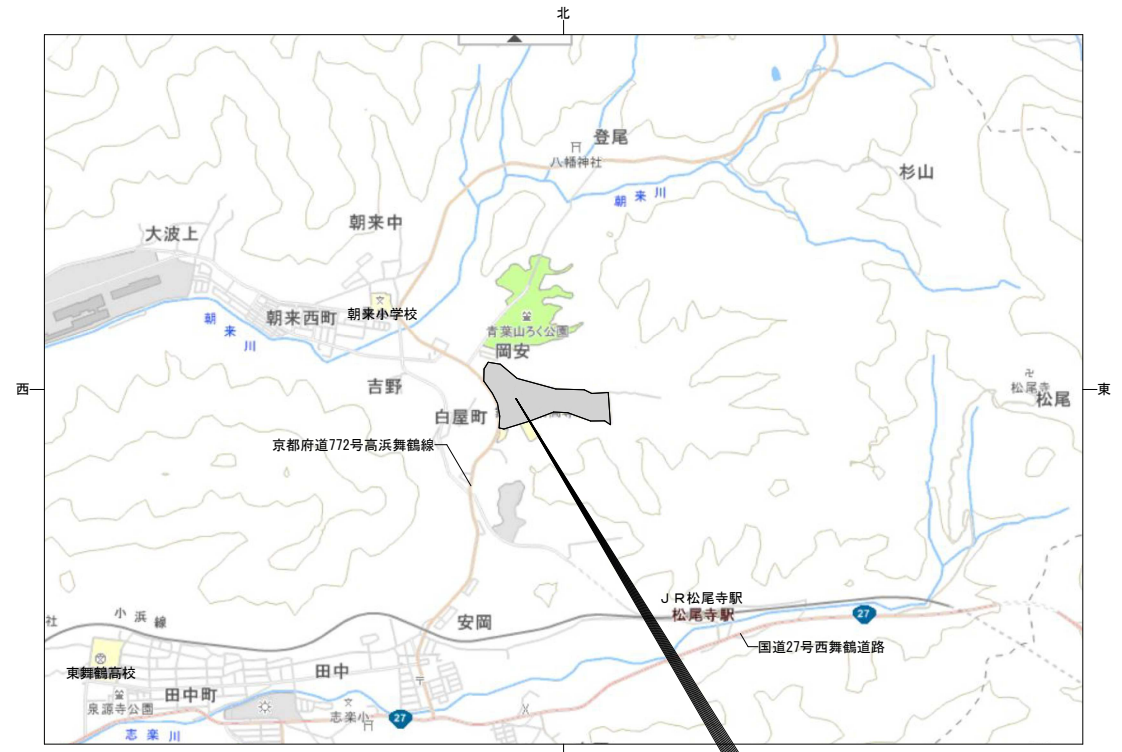 北
登尾
八幡神社
杉山
朝来川
朝来中
大波上
朝来小学校
朝来西町
朝来川
青葉山ろく公園
岡安
西
東
吉野
松尾寺
松尾
白屋町
京都府道772号高浜舞鶴線
JR松尾寺駅
松尾寺駅
27
小浜線
社
安岡
国道27号西舞鶴道路
東舞鶴高校
田中
田中町
泉源寺公園
志楽小
27
志楽川